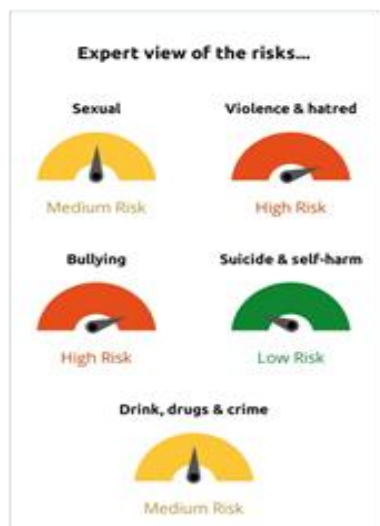 Expert view of the risks...
Sexual
Violence & hatred
Medium Risk
High Risk
Bullying
Suicide & self-harm
High Risk
Low Risk
Drink, drugs & crime
Medium Risk